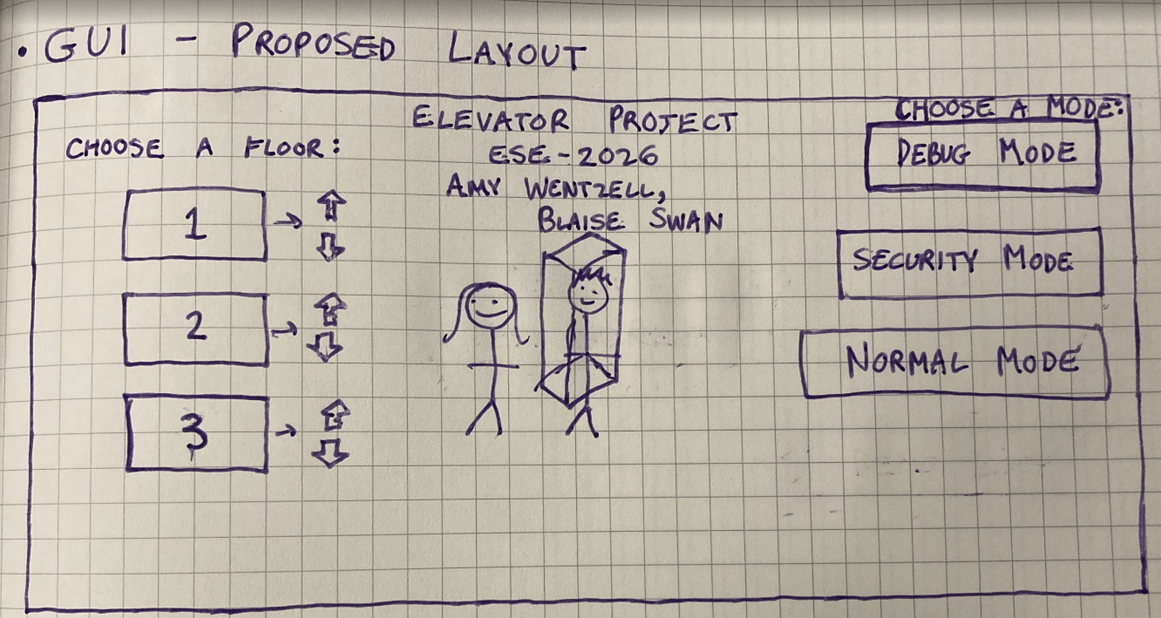 • GUI - PROPOSED LAYOUT
ELEVATOR PROJECT
ESE-2026
AMY WENTZELL,
BLAISE SWAN
CHOOSE A FLOOR:
1 →
2 →
3 →
CHOOSE A MODE:
DEBUG MODE
SECURITY MODE
NORMAL MODE